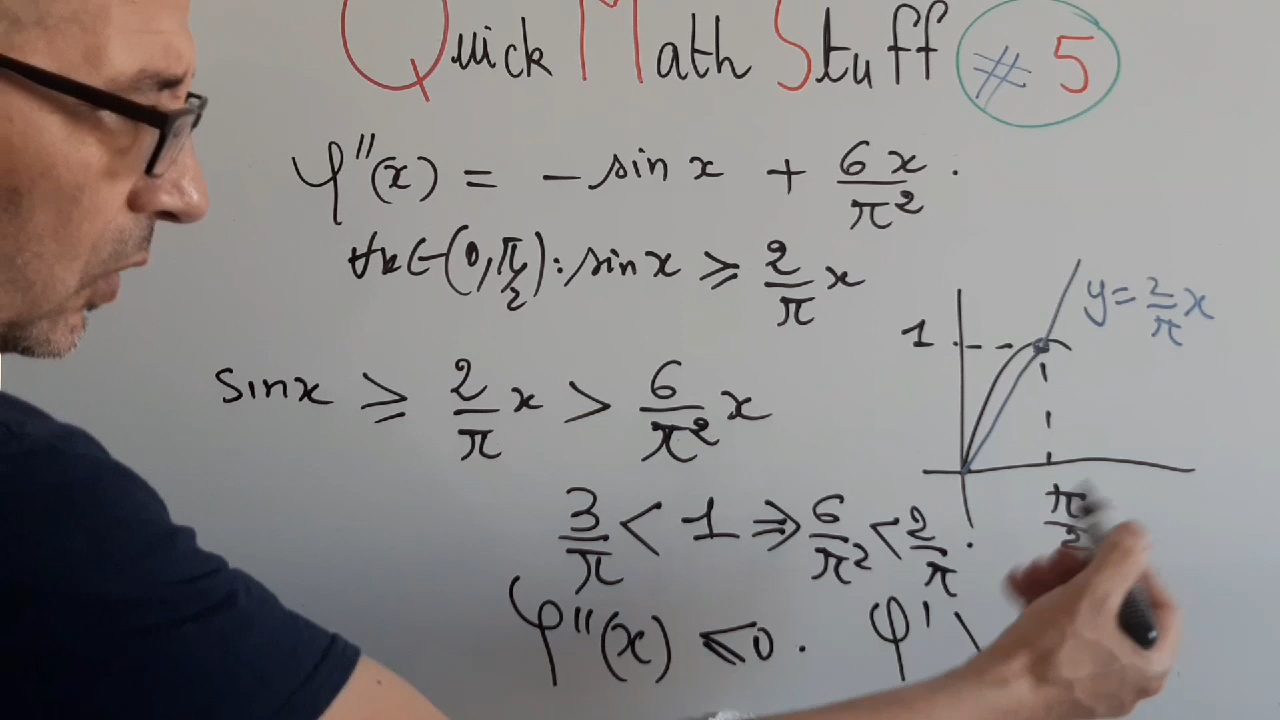 Quick Math Stuff # 5
φ''(x) = - sin x + 6x/π² .
∀x∈(0,π/2): sin x ≥ 2/π x
y = 2/π x
1
sin x ≥ 2/π x > 6/π² x
3/π < 1 ⇒ 6/π² < 2/π .
π/2
φ''(x) ≤ 0 . φ' ↘